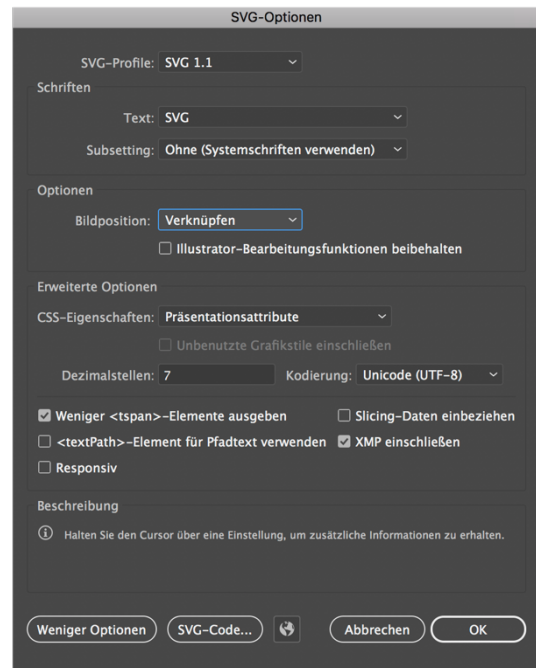 SVG-Optionen
SVG-Profile: SVG 1.1
Schriften
Text: SVG
Subsetting: Ohne (Systemschriften verwenden)
Optionen
Bildposition: Verknüpfen
Illustrator-Bearbeitungsfunktionen beibehalten
Erweiterte Optionen
CSS-Eigenschaften: Präsentationsattribute
Unbenutzte Grafikstile einschließen
Dezimalstellen: 7 Kodierung: Unicode (UTF-8)
Weniger <tspan>-Elemente ausgeben Slicing-Daten einbeziehen
<textPath>-Element für Pfadtext verwenden XMP einschließen
Responsiv
Beschreibung
Halten Sie den Cursor über eine Einstellung, um zusätzliche Informationen zu erhalten.
Weniger Optionen SVG-Code... Abbrechen OK